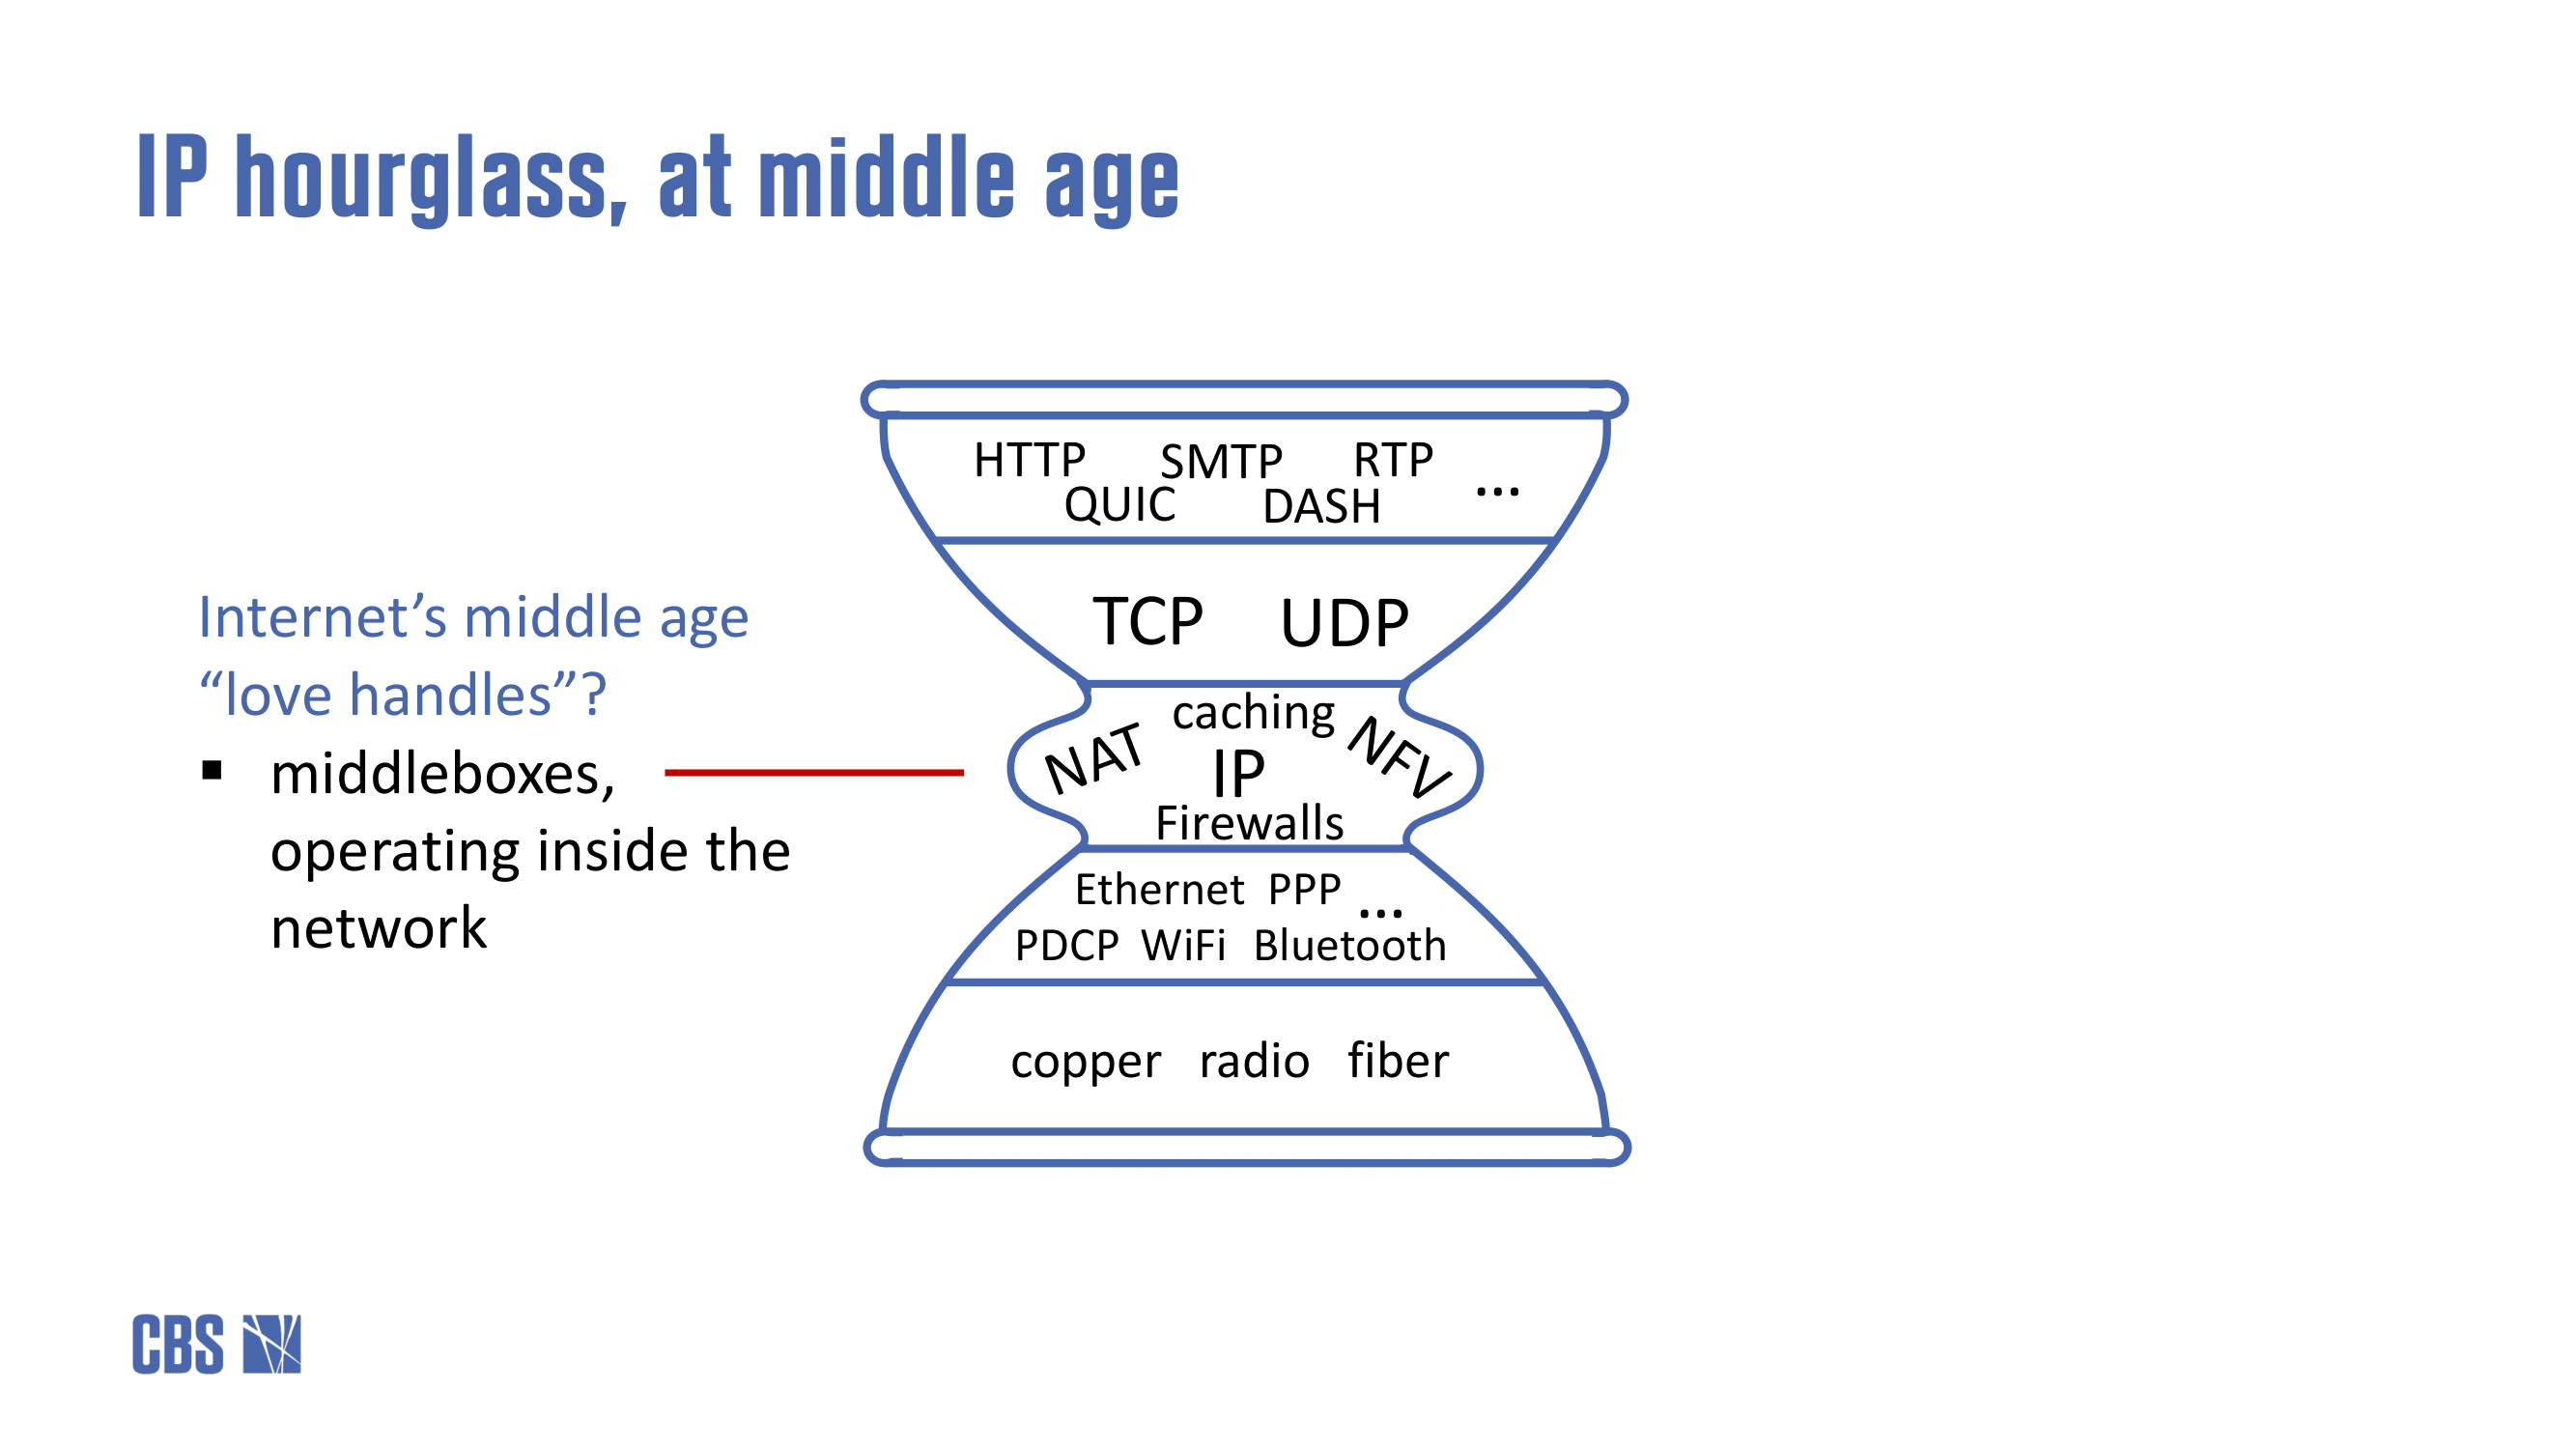 IP hourglass, at middle age
Internet’s middle age
“love handles”?
▪ middleboxes,
operating inside the
network
HTTP SMTP RTP
QUIC DASH ...
TCP UDP
caching
NAT IP NFV
Firewalls
Ethernet PPP ...
PDCP WiFi Bluetooth
copper radio fiber
CBS